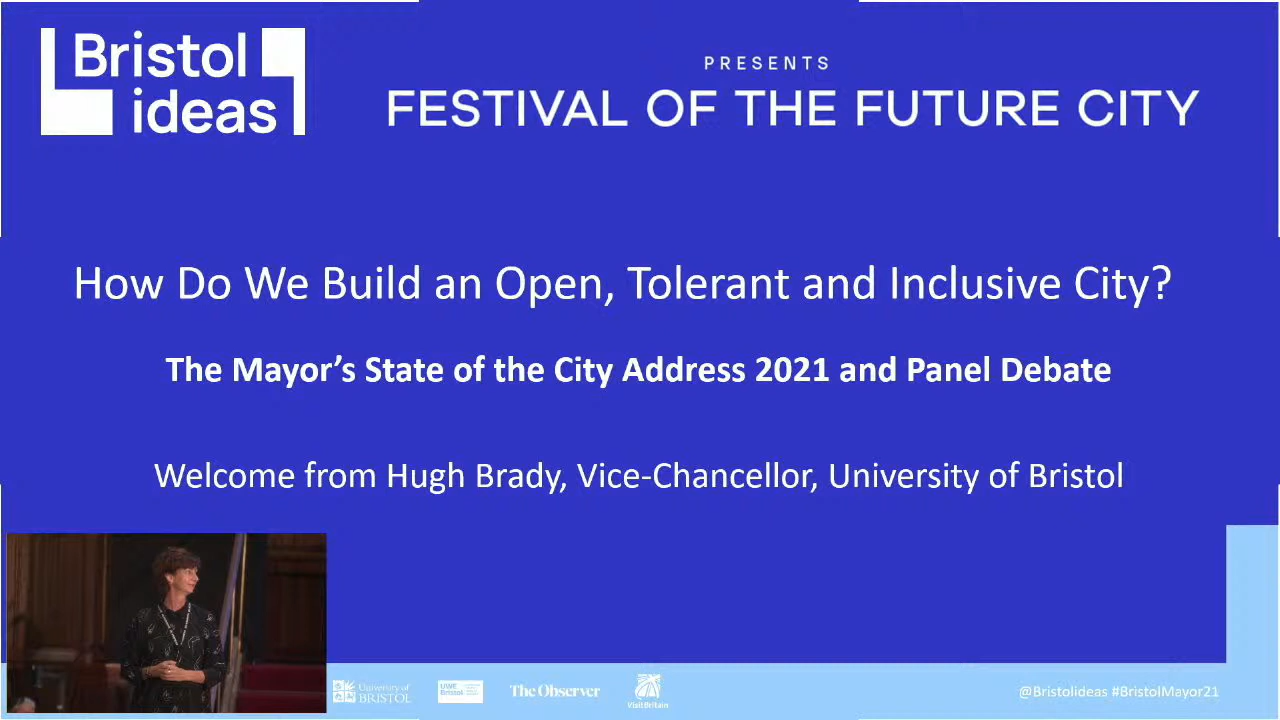 Bristol
ideas
PRESENTS
FESTIVAL OF THE FUTURE CITY
How Do We Build an Open, Tolerant and Inclusive City?
The Mayor’s State of the City Address 2021 and Panel Debate
Welcome from Hugh Brady, Vice-Chancellor, University of Bristol
University of
BRISTOL
UWE
Bristol
The Observer
VisitBritain
@Bristolideas #BristolMayor21